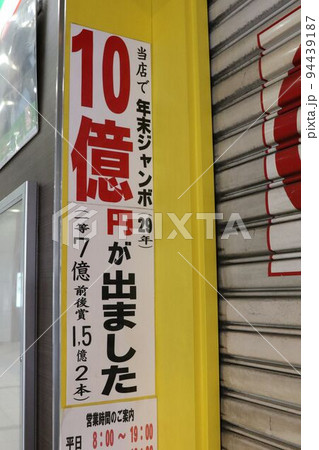 当店で年末ジャンボ(29年)
10億円が出ました
(一等7億前後賞1,5億2本)
営業時間のご案内
平日 8:00〜19:00
PIXTA
pixta.jp - 94439187